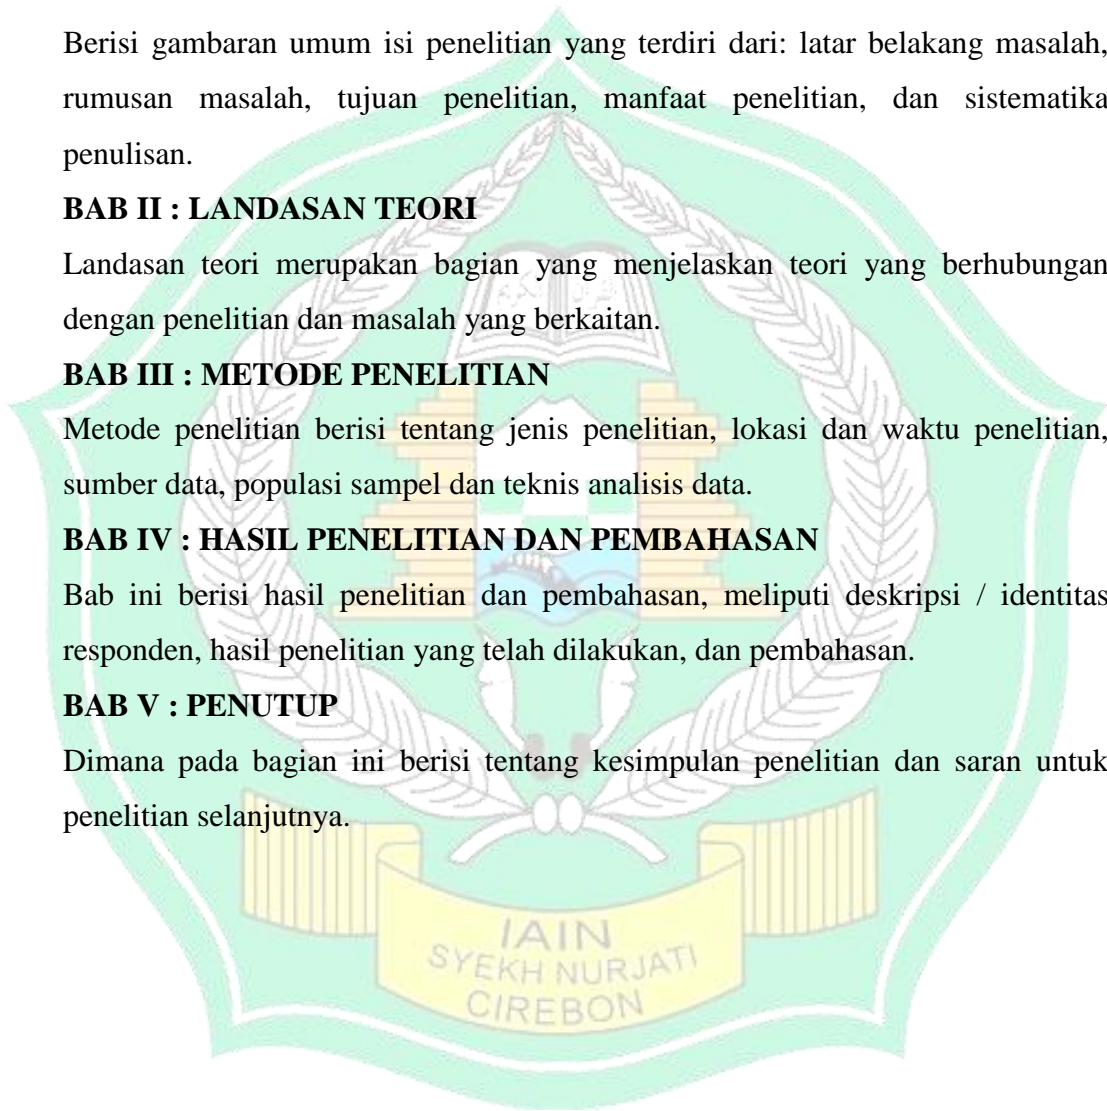 Berisi gambaran umum isi penelitian yang terdiri dari: latar belakang masalah,
rumusan masalah, tujuan penelitian, manfaat penelitian, dan sistematika
penulisan.
BAB II : LANDASAN TEORI
Landasan teori merupakan bagian yang menjelaskan teori yang berhubungan
dengan penelitian dan masalah yang berkaitan.
BAB III : METODE PENELITIAN
Metode penelitian berisi tentang jenis penelitian, lokasi dan waktu penelitian,
sumber data, populasi sampel dan teknis analisis data.
BAB IV : HASIL PENELITIAN DAN PEMBAHASAN
Bab ini berisi hasil penelitian dan pembahasan, meliputi deskripsi / identitas
responden, hasil penelitian yang telah dilakukan, dan pembahasan.
BAB V : PENUTUP
Dimana pada bagian ini berisi tentang kesimpulan penelitian dan saran untuk
penelitian selanjutnya.
IAIN
SYEKH NURJATI
CIREBON